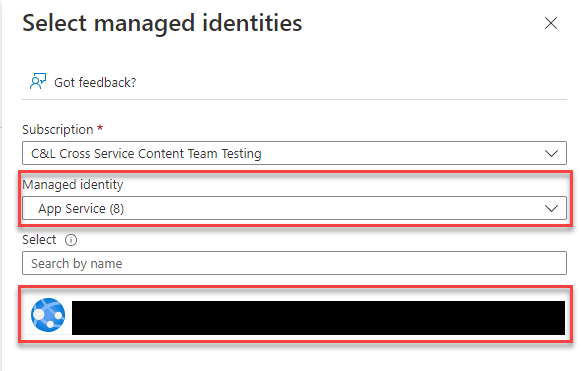 Select managed identities
Got feedback?
Subscription *
C&L Cross Service Content Team Testing
Managed identity
App Service (8)
Select
Search by name